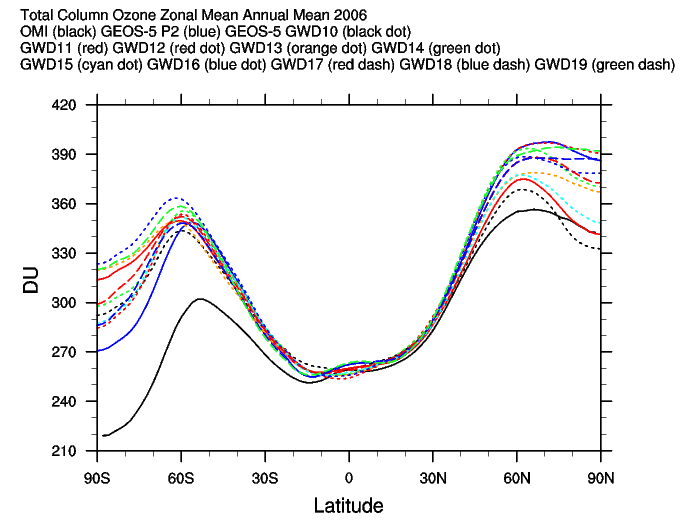 Total Column Ozone Zonal Mean Annual Mean 2006
OMI (black) GEOS-5 P2 (blue) GEOS-5 GWD10 (black dot)
GWD11 (red) GWD12 (red dot) GWD13 (orange dot) GWD14 (green dot)
GWD15 (cyan dot) GWD16 (blue dot) GWD17 (red dash) GWD18 (blue dash) GWD19 (green dash)
420
390
360
330
300
270
240
210
DU
90S 60S 30S 0 30N 60N 90N
Latitude